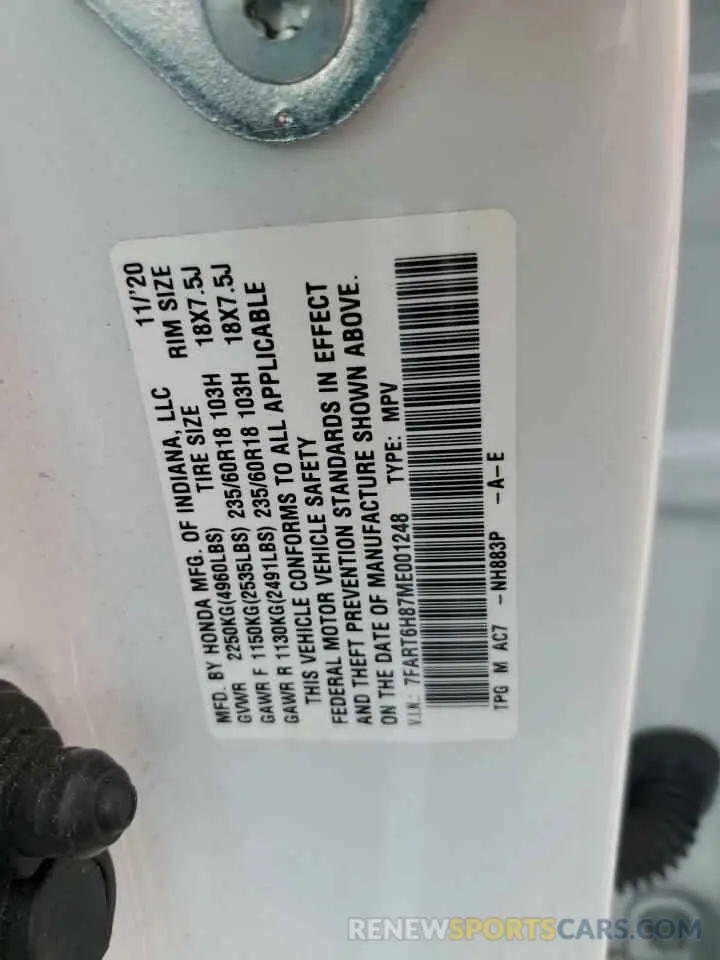 MFD. BY HONDA MFG. OF INDIANA, LLC 11/'20
GVWR 2250KG(4960LBS) TIRE SIZE RIM SIZE
GAWR F 1150KG(2535LBS) 235/60R18 103H 18X7.5J
GAWR R 1130KG(2491LBS) 235/60R18 103H 18X7.5J
THIS VEHICLE CONFORMS TO ALL APPLICABLE
FEDERAL MOTOR VEHICLE SAFETY
AND THEFT PREVENTION STANDARDS IN EFFECT
ON THE DATE OF MANUFACTURE SHOWN ABOVE.
V.I.N.: 7FART6H87ME001248 TYPE: MPV
TPG M AC7 -NH883P -A-E
RENEWSPORTSCARS.COM